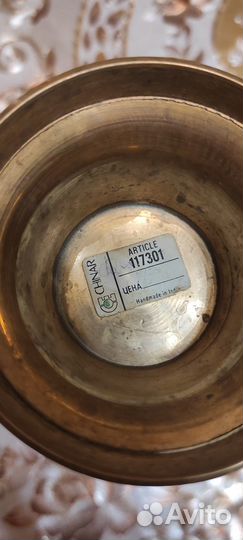 CHINAR
ARTICLE
117301
ЦЕНА
Handmade in India
Avito